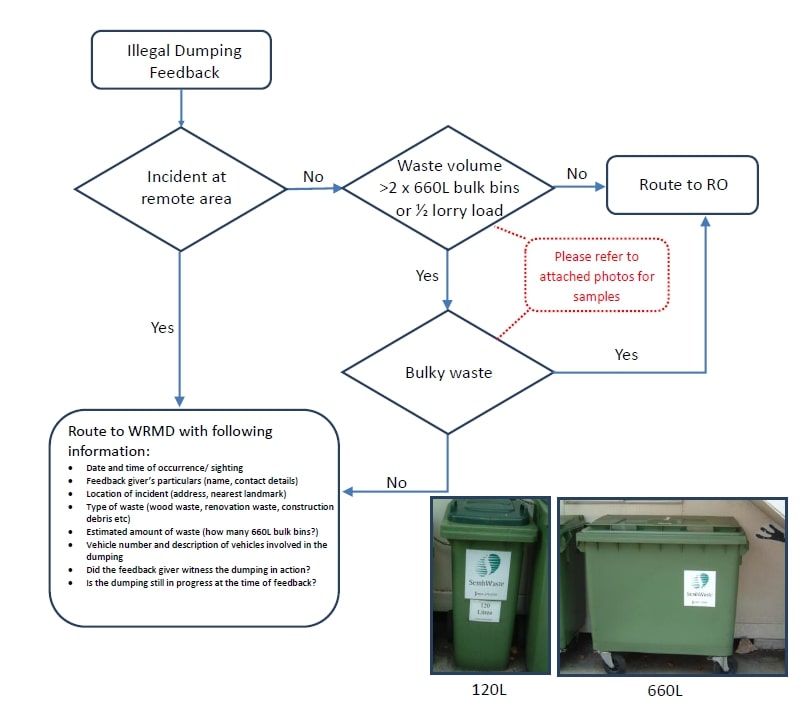 Illegal Dumping
Feedback
Incident at
remote area
No
Waste volume
>2 x 660L bulk bins
or ½ lorry load
No
Route to RO
Please refer to
attached photos for
samples
Yes
Yes
Bulky waste
Yes
No
Route to WRMD with following
information:
• Date and time of occurrence/ sighting
• Feedback giver's particulars (name, contact details)
• Location of incident (address, nearest landmark)
• Type of waste (wood waste, renovation waste, construction
debris etc)
• Estimated amount of waste (how many 660L bulk bins?)
• Vehicle number and description of vehicles involved in the
dumping
• Did the feedback giver witness the dumping in action?
• Is the dumping still in progress at the time of feedback?
SembWaste
120
Litres
SembWaste
120L
660L